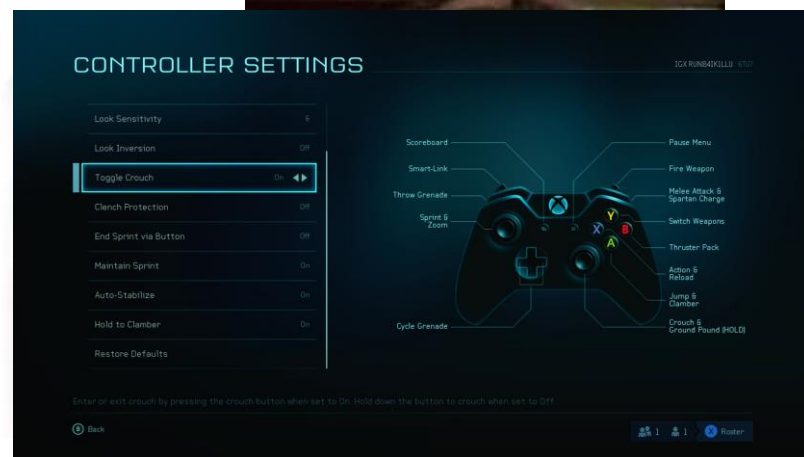 CONTROLLER SETTINGS
Look Sensitivity 6
Look Inversion Off
Toggle Crouch On
Clench Protection Off
End Sprint via Button Off
Maintain Sprint On
Auto-Stabilize On
Hold to Clamber On
Restore Defaults
Scoreboard
Smart-Link
Throw Grenade
Sprint &
Zoom
Cycle Grenade
Pause Menu
Fire Weapon
Melee Attack &
Spartan Charge
Switch Weapons
Thruster Pack
Action &
Reload
Jump &
Clamber
Crouch &
Ground Pound (HOLD)
Y
X
B
A
Enter or exit crouch by pressing the crouch button when set to On. Hold down the button to crouch when set to Off.
B Back
1 1 X Roster